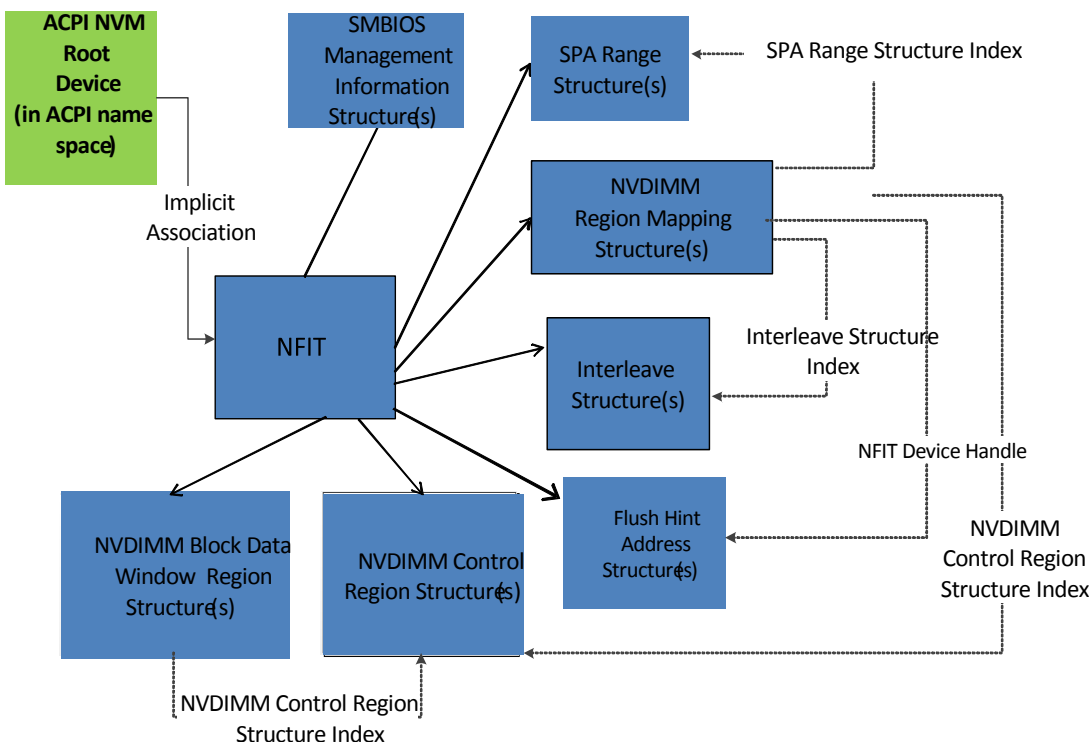 ACPI NVM
Root
Device
(in ACPI name
space)
SMBIOS
Management
Information
Structure(s)
SPA Range
Structure(s)
SPA Range Structure Index
Implicit
Association
NVDIMM
Region Mapping
Structure(s)
NFIT
Interleave
Structure(s)
Interleave Structure
Index
NFIT Device Handle
NVDIMM Block Data
Window Region
Structure(s)
NVDIMM Control
Region Structure(s)
Flush Hint
Address
Structure(s)
NVDIMM
Control Region
Structure Index
NVDIMM Control Region
Structure Index